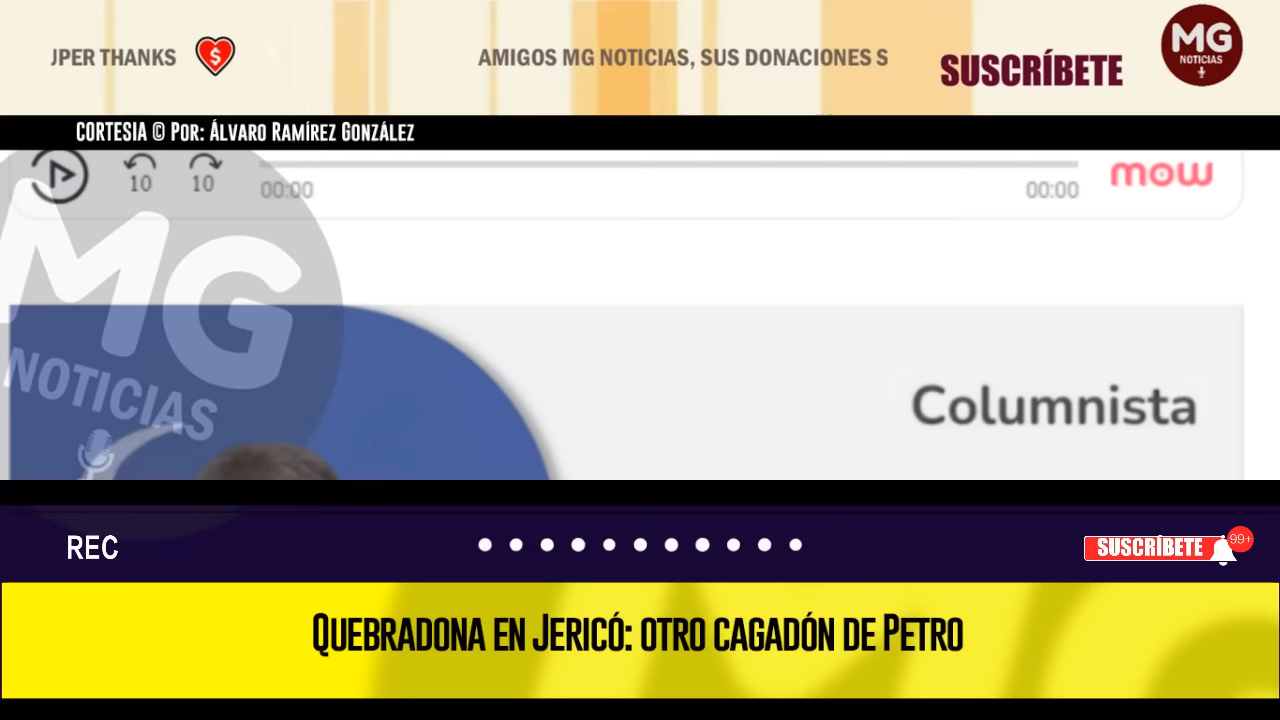 JPER THANKS
AMIGOS MG NOTICIAS, SUS DONACIONES S
SUSCRÍBETE
MG
NOTICIAS
CORTESIA © Por: Álvaro Ramírez González
10
10
00:00
00:00
mow
MG
NOTICIAS
Columnista
REC
SUSCRÍBETE
99+
Quebradona en Jericó: otro cagadón de Petro